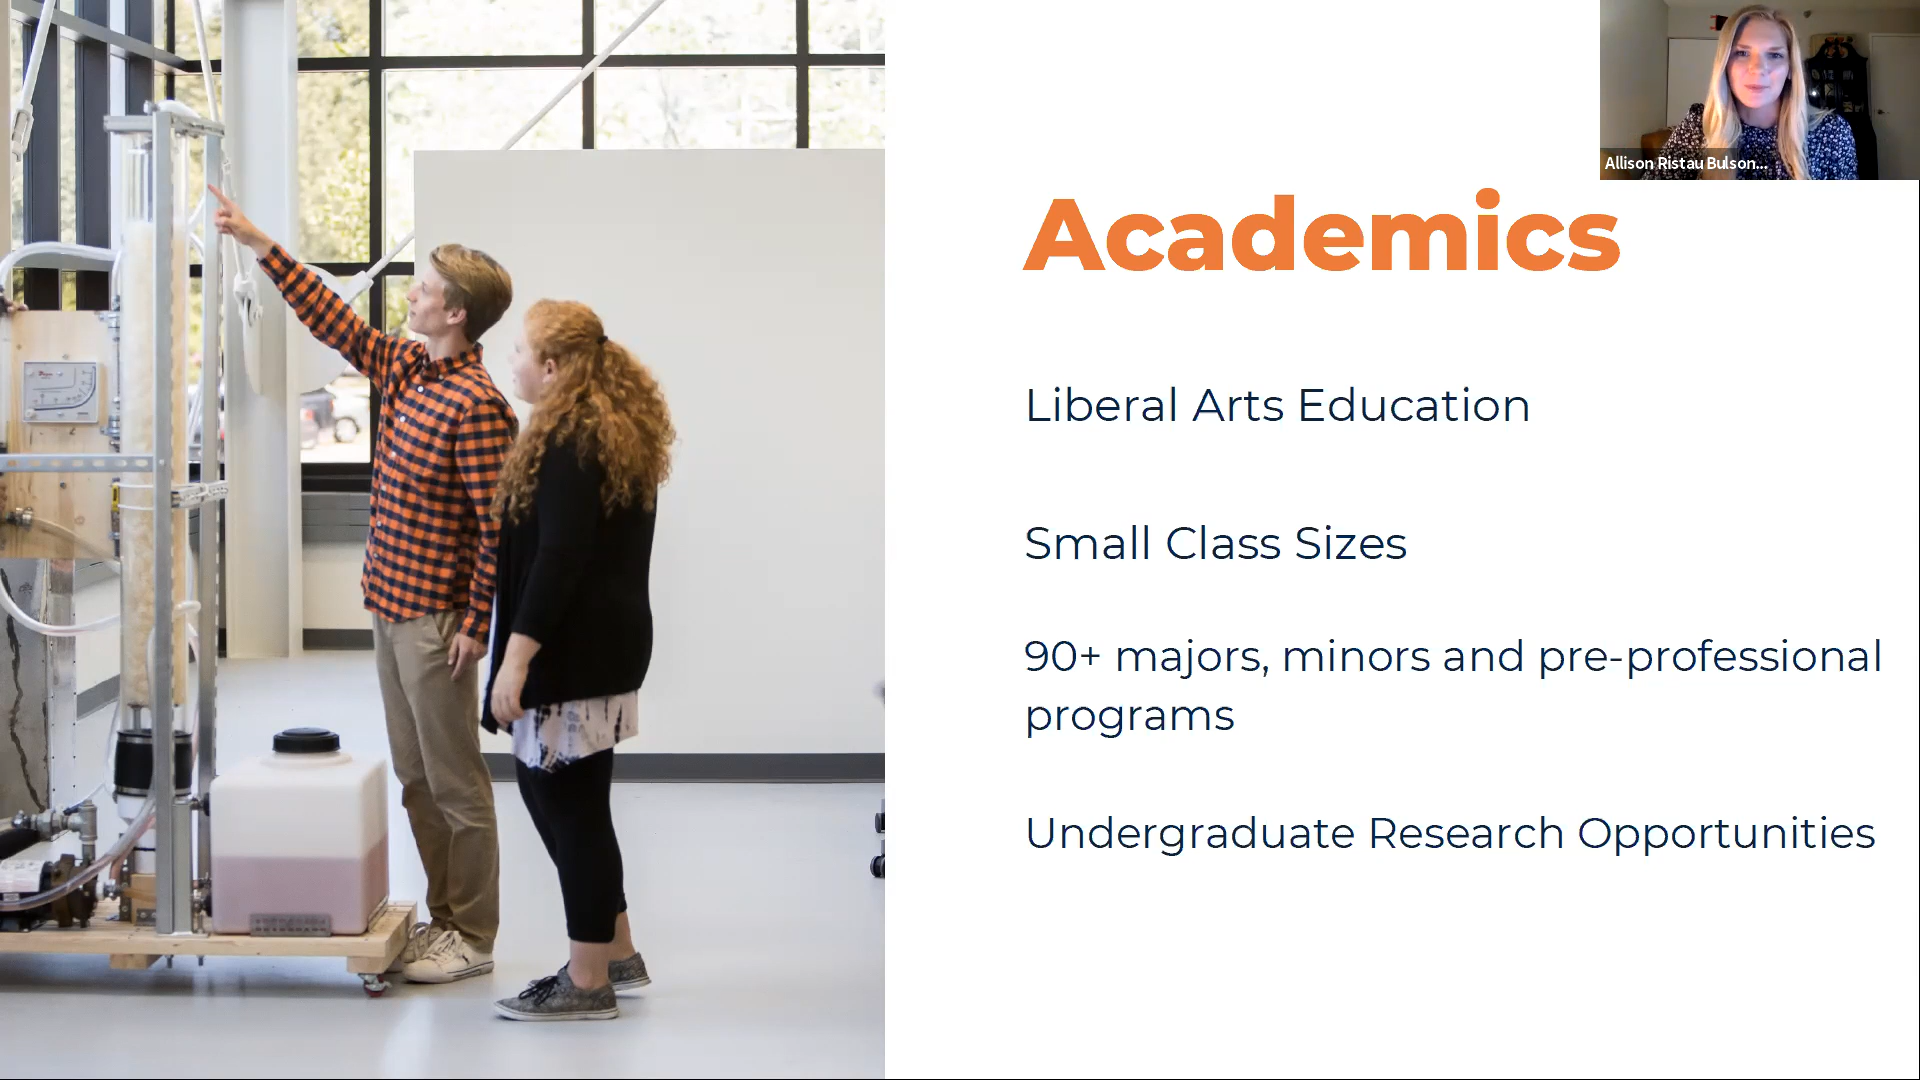 Allison Ristau Bulson...
Academics
Liberal Arts Education
Small Class Sizes
90+ majors, minors and pre-professional
programs
Undergraduate Research Opportunities